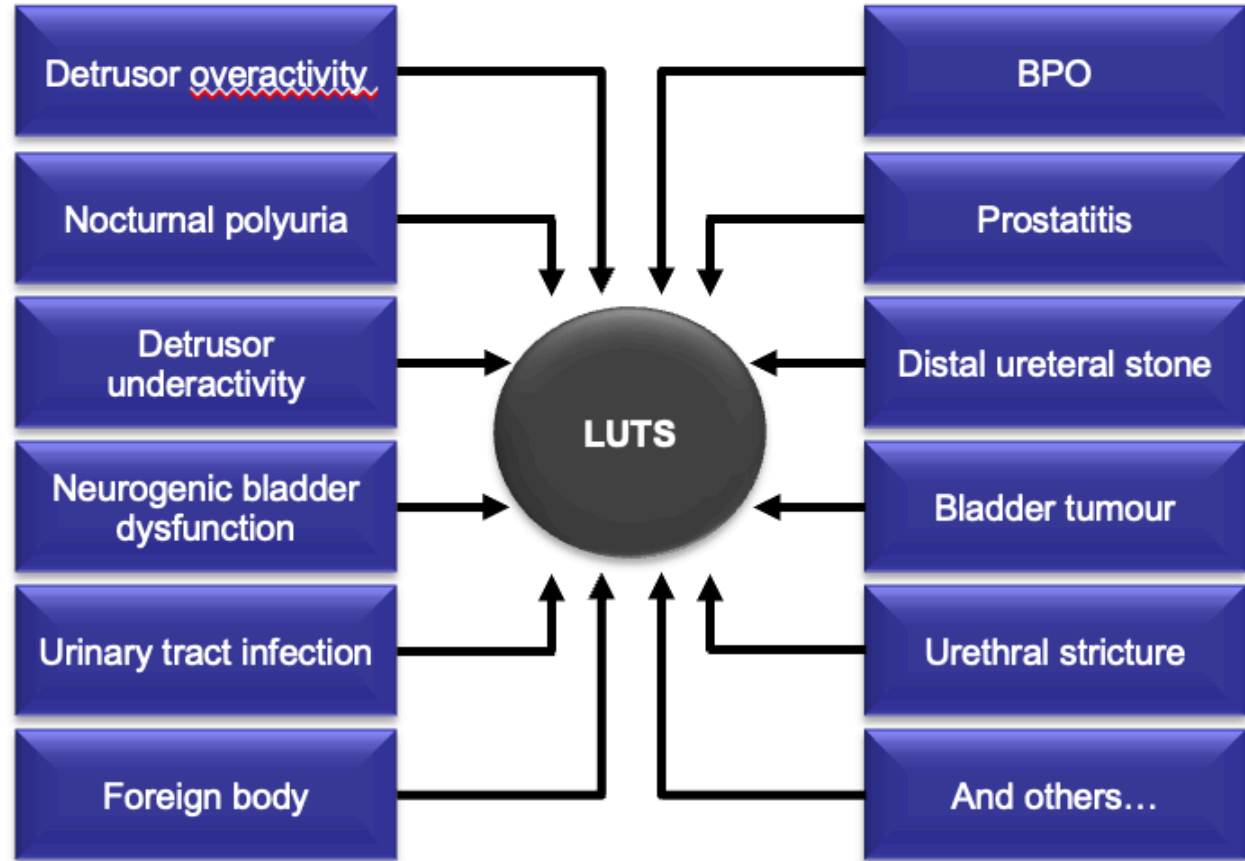 Detrusor overactivity
BPO
Nocturnal polyuria
Prostatitis
Detrusor
underactivity
Distal ureteral stone
LUTS
Neurogenic bladder
dysfunction
Bladder tumour
Urinary tract infection
Urethral stricture
Foreign body
And others…